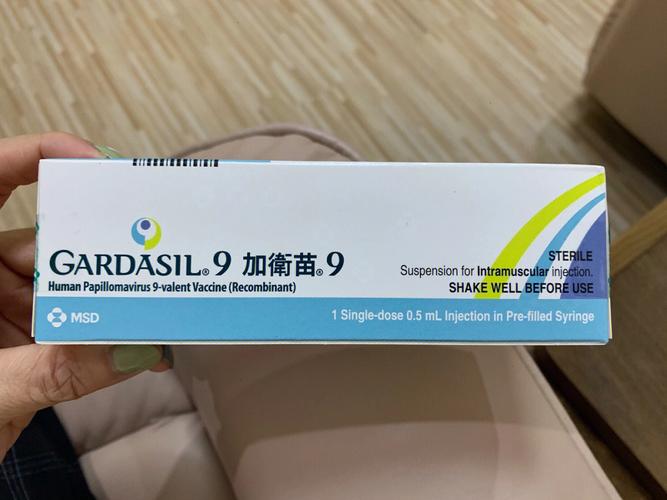 GARDASIL®9 加衛苗®9
Human Papillomavirus 9-valent Vaccine (Recombinant)
STERILE
Suspension for Intramuscular injection.
SHAKE WELL BEFORE USE
MSD
1 Single-dose 0.5 mL Injection in Pre-filled Syringe